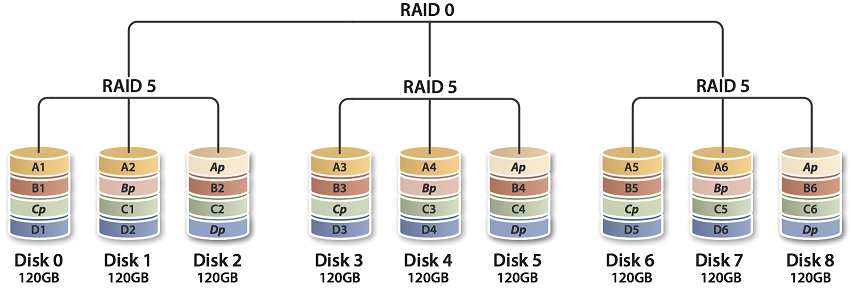 RAID 0
RAID 5 RAID 5 RAID 5
A1 A2 Ap A3 A4 Ap A5 A6 Ap
B1 Bp B2 B3 Bp B4 B5 Bp B6
Cp C1 C2 Cp C3 C4 Cp C5 C6
D1 D2 Dp D3 D4 Dp D5 D6 Dp
Disk 0 Disk 1 Disk 2 Disk 3 Disk 4 Disk 5 Disk 6 Disk 7 Disk 8
120GB 120GB 120GB 120GB 120GB 120GB 120GB 120GB 120GB